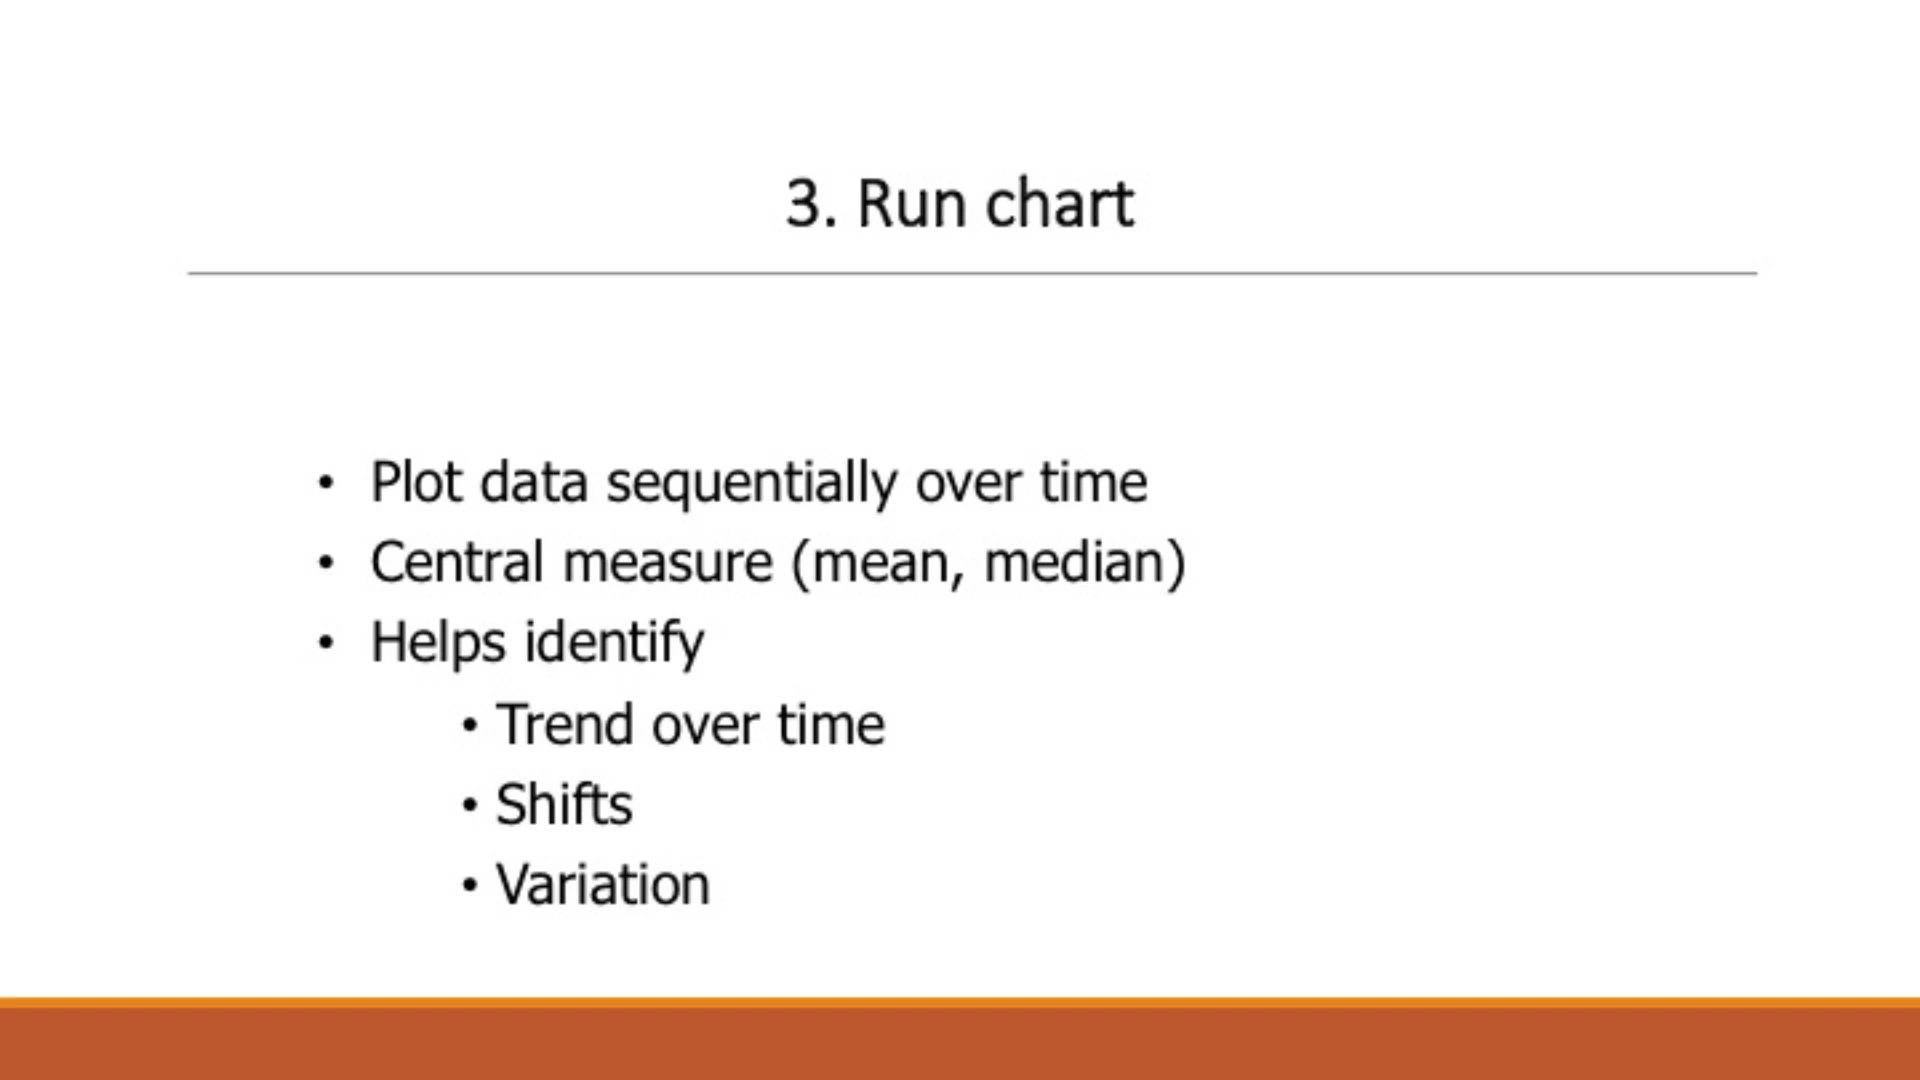 3. Run chart
• Plot data sequentially over time
• Central measure (mean, median)
• Helps identify
• Trend over time
• Shifts
• Variation